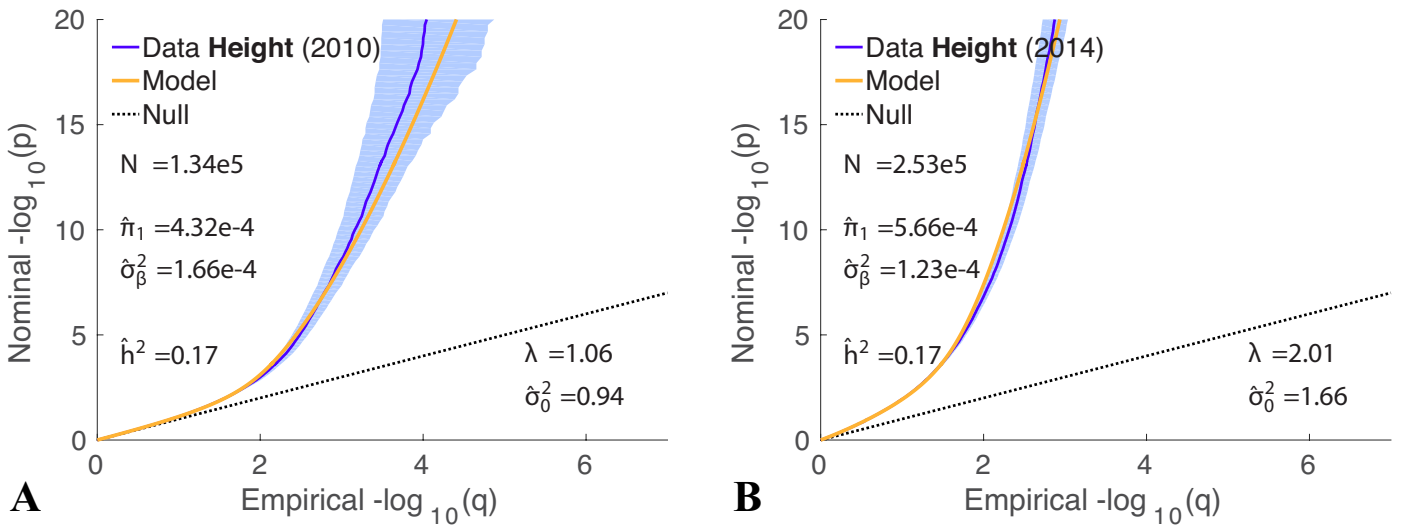 20
15
10
5
0
Nominal -log10(p)
Data Height (2010)
Model
Null
N =1.34e5
π̂1 =4.32e-4
σ̂²β =1.66e-4
ĥ² =0.17
λ =1.06
σ̂²0 =0.94
0 2 4 6
Empirical -log10(q)
A
20
15
10
5
0
Nominal -log10(p)
Data Height (2014)
Model
Null
N =2.53e5
π̂1 =5.66e-4
σ̂²β =1.23e-4
ĥ² =0.17
λ =2.01
σ̂²0 =1.66
0 2 4 6
Empirical -log10(q)
B